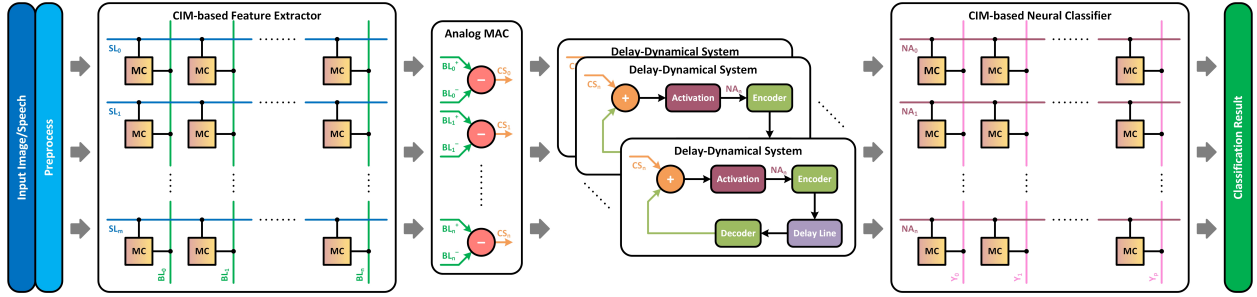 Input Image/Speech
Preprocess
CIM-based Feature Extractor
SL0
MC MC ........ MC
SL1
MC MC MC
........
SLm
MC MC ........ MC
BL0 BL1 BLn
Analog MAC
BL0+
− CS0
BL0−
BL1+
− CS1
BL1−
......
BLn+
− CSn
BLn−
Delay-Dynamical System
C
Delay-Dynamical System
CSn
+ Activation NAn Encoder
Delay-Dynamical System
CSn
+ Activation NAn Encoder
Decoder Delay Line
CIM-based Neural Classifier
NA0
MC MC ........ MC
NA1
MC MC MC
........
NAn
MC MC ........ MC
Y0 Y1 Yp
Classification Result